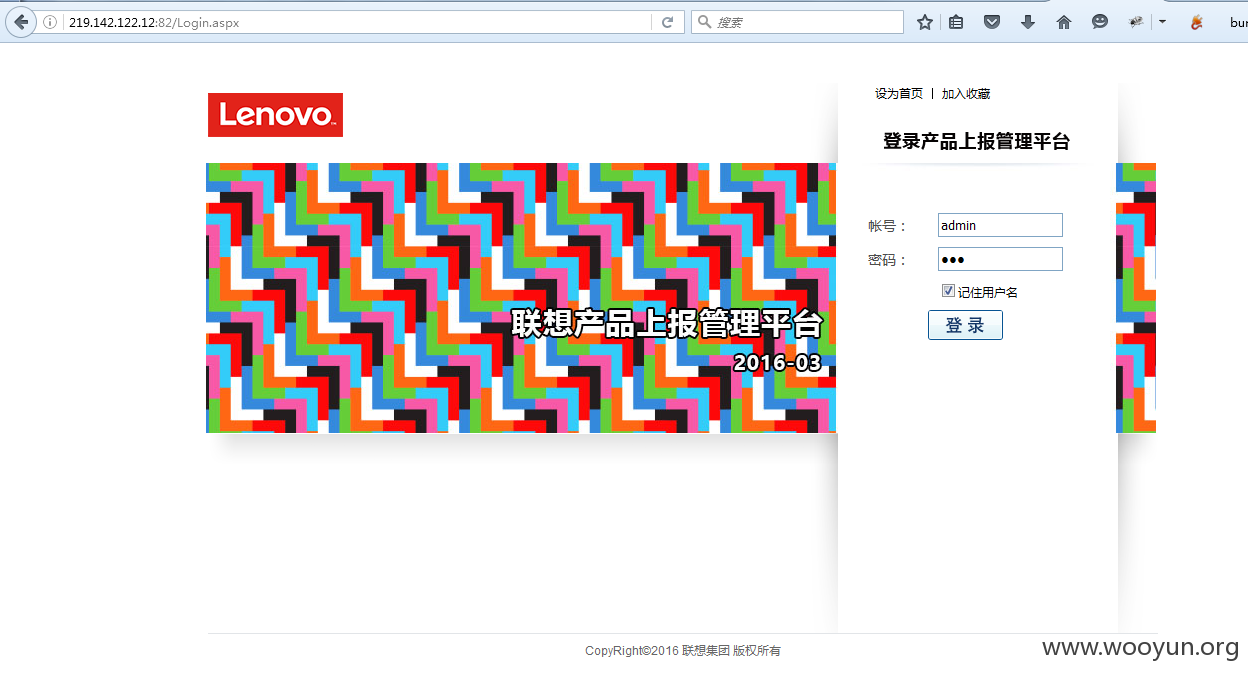 219.142.122.12:82/Login.aspx
搜索
bur
Lenovo™
设为首页 | 加入收藏
登录产品上报管理平台
帐号：
admin
密码：
●●●
记住用户名
登 录
联想产品上报管理平台
2016-03
CopyRight©2016 联想集团 版权所有
www.wooyun.org